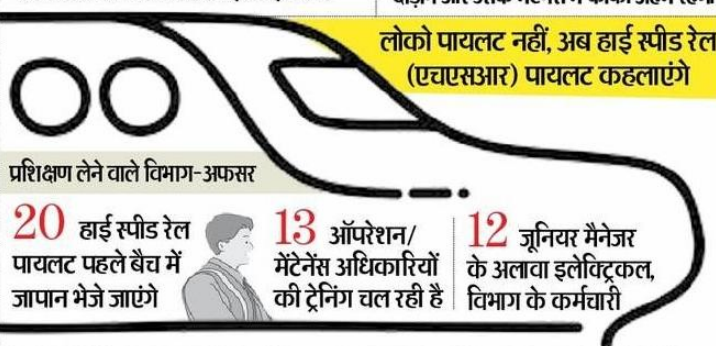 लोको पायलट नहीं, अब हाई स्पीड रेल
(एचएसआर) पायलट कहलाएंगे
प्रशिक्षण लेने वाले विभाग-अफसर
20 हाई स्पीड रेल
पायलट पहले बैच में
जापान भेजे जाएंगे
13 ऑपरेशन/
मेंटेनेंस अधिकारियों
की ट्रेनिंग चल रही है
12 जूनियर मैनेजर
के अलावा इलेक्ट्रिकल,
विभाग के कर्मचारी